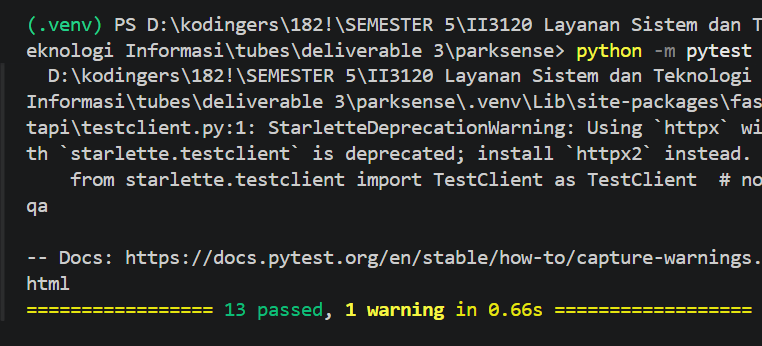 (.venv) PS D:\kodingers\182!\SEMESTER 5\II3120 Layanan Sistem dan T
eknologi Informasi\tubes\deliverable 3\parksense> python -m pytest
  D:\kodingers\182!\SEMESTER 5\II3120 Layanan Sistem dan Teknologi
Informasi\tubes\deliverable 3\parksense\.venv\Lib\site-packages\fas
tapi\testclient.py:1: StarletteDeprecationWarning: Using `httpx` wi
th `starlette.testclient` is deprecated; install `httpx2` instead.
    from starlette.testclient import TestClient as TestClient  # no
qa

-- Docs: https://docs.pytest.org/en/stable/how-to/capture-warnings.
html
================= 13 passed, 1 warning in 0.66s ==================